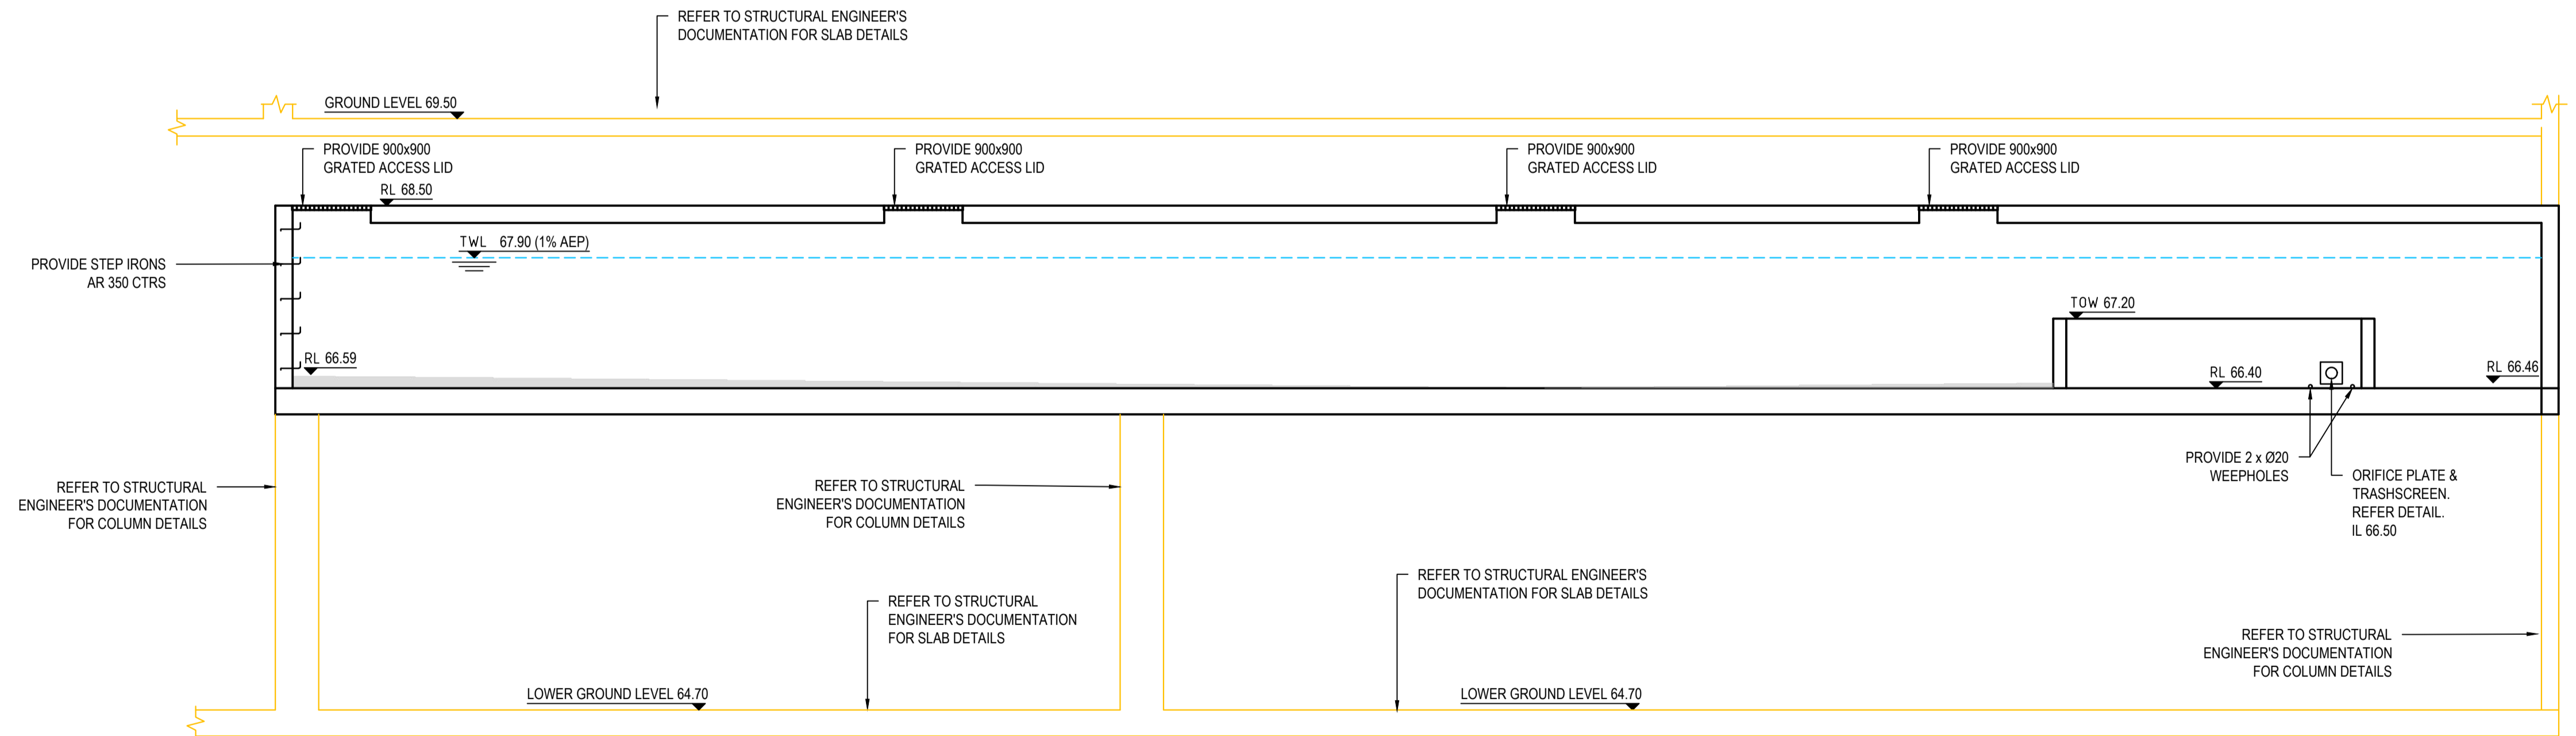 REFER TO STRUCTURAL ENGINEER'S
DOCUMENTATION FOR SLAB DETAILS
GROUND LEVEL 69.50
PROVIDE 900x900
GRATED ACCESS LID
PROVIDE 900x900
GRATED ACCESS LID
PROVIDE 900x900
GRATED ACCESS LID
PROVIDE 900x900
GRATED ACCESS LID
RL 68.50
TWL 67.90 (1% AEP)
PROVIDE STEP IRONS
AR 350 CTRS
TOW 67.20
RL 66.59
RL 66.40
RL 66.46
PROVIDE 2 x Ø20
WEEPHOLES
ORIFICE PLATE &
TRASHSCREEN.
REFER DETAIL.
IL 66.50
REFER TO STRUCTURAL
ENGINEER'S DOCUMENTATION
FOR COLUMN DETAILS
REFER TO STRUCTURAL
ENGINEER'S DOCUMENTATION
FOR COLUMN DETAILS
REFER TO STRUCTURAL
ENGINEER'S DOCUMENTATION
FOR SLAB DETAILS
REFER TO STRUCTURAL ENGINEER'S
DOCUMENTATION FOR SLAB DETAILS
REFER TO STRUCTURAL
ENGINEER'S DOCUMENTATION
FOR COLUMN DETAILS
LOWER GROUND LEVEL 64.70
LOWER GROUND LEVEL 64.70